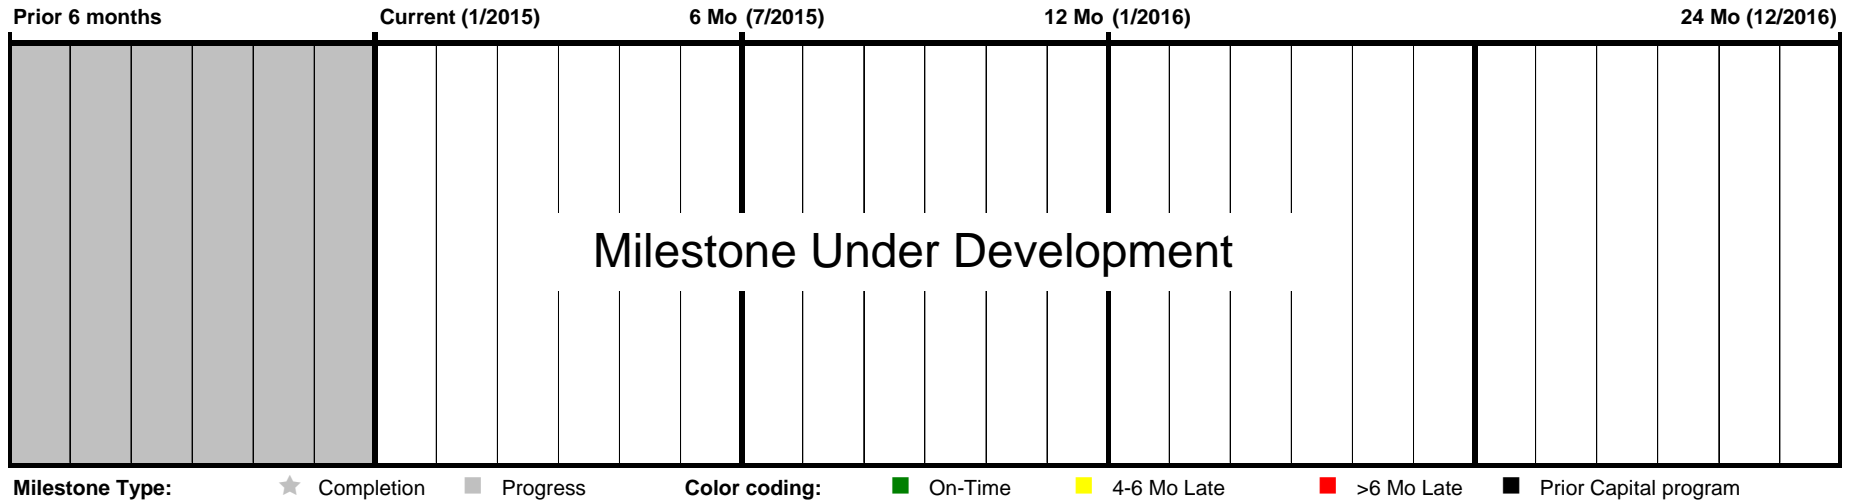 Prior 6 months Current (1/2015) 6 Mo (7/2015) 12 Mo (1/2016) 24 Mo (12/2016)
Milestone Under Development
Milestone Type: Completion Progress Color coding: On-Time 4-6 Mo Late >6 Mo Late Prior Capital program